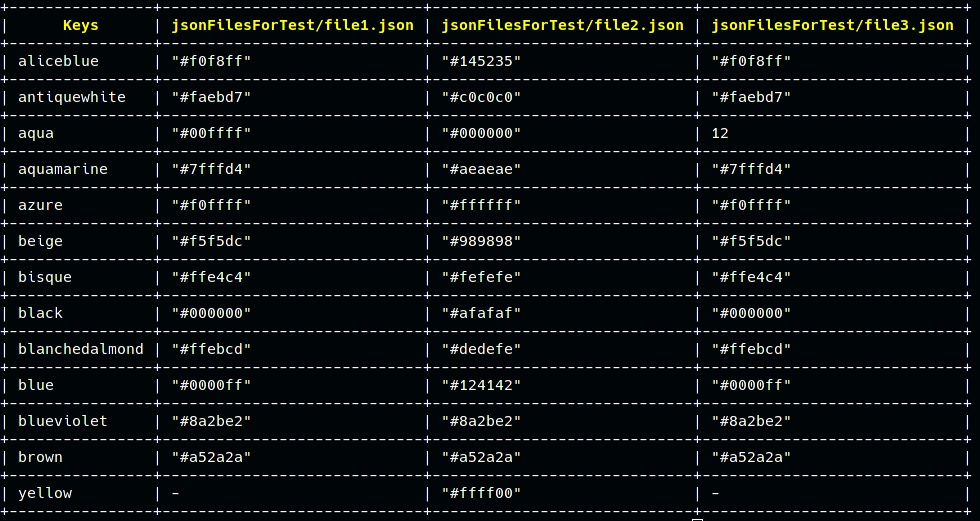 Keys | jsonFilesForTest/file1.json | jsonFilesForTest/file2.json | jsonFilesForTest/file3.json
aliceblue | "#f0f8ff" | "#145235" | "#f0f8ff"
antiquewhite | "#faebd7" | "#c0c0c0" | "#faebd7"
aqua | "#00ffff" | "#000000" | 12
aquamarine | "#7fffd4" | "#aeaeae" | "#7fffd4"
azure | "#f0ffff" | "#ffffff" | "#f0ffff"
beige | "#f5f5dc" | "#989898" | "#f5f5dc"
bisque | "#ffe4c4" | "#fefefe" | "#ffe4c4"
black | "#000000" | "#afafaf" | "#000000"
blanchedalmond | "#ffebcd" | "#dedefe" | "#ffebcd"
blue | "#0000ff" | "#124142" | "#0000ff"
blueviolet | "#8a2be2" | "#8a2be2" | "#8a2be2"
brown | "#a52a2a" | "#a52a2a" | "#a52a2a"
yellow | - | "#ffff00" | -